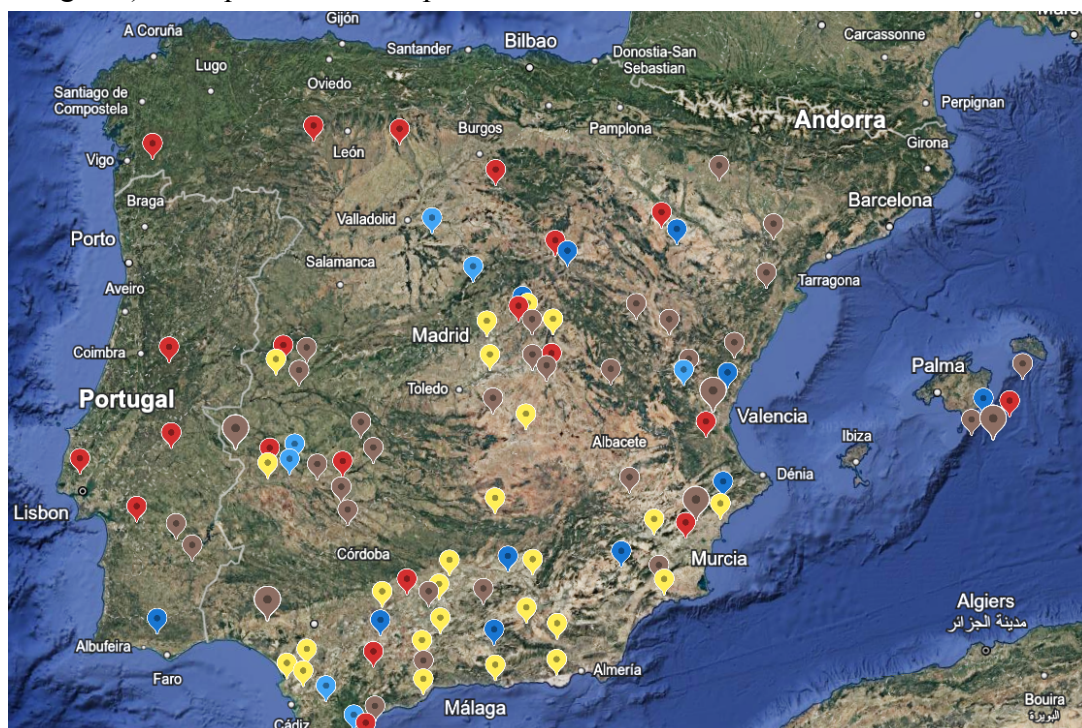 Gijón
A Coruña
Bilbao
Carcassonne
Santander
Donostia-San
Sebastian
Lugo
Oviedo
Santiago de
Compostela
Perpignan
Andorra
Burgos
Pamplona
León
Girona
Vigo
Braga
Barcelona
Valladolid
Porto
Salamanca
Tarragona
Aveiro
Madrid
Coimbra
Palma
Toledo
Portugal
Valencia
Albacete
Ibiza
Dénia
Lisbon
Córdoba
Murcia
Algiers
مدينة الجزائر
Albufeira
Faro
Almería
Málaga
Bouira
البويرة
Cádiz